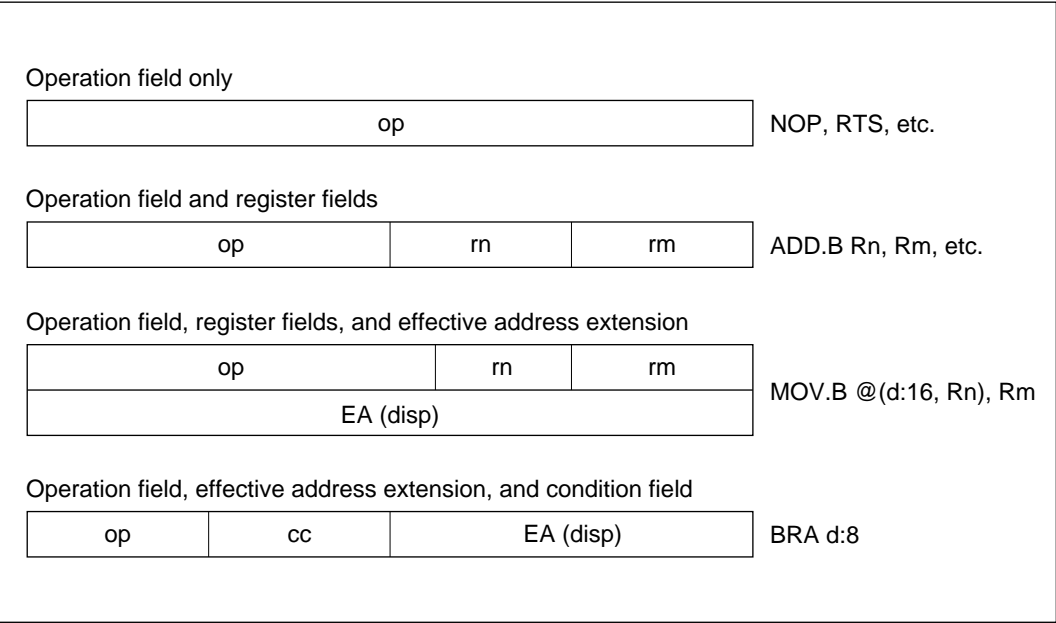 Operation field only
op NOP, RTS, etc.
Operation field and register fields
op rn rm ADD.B Rn, Rm, etc.
Operation field, register fields, and effective address extension
op rn rm
MOV.B @(d:16, Rn), Rm
EA (disp)
Operation field, effective address extension, and condition field
op cc EA (disp) BRA d:8